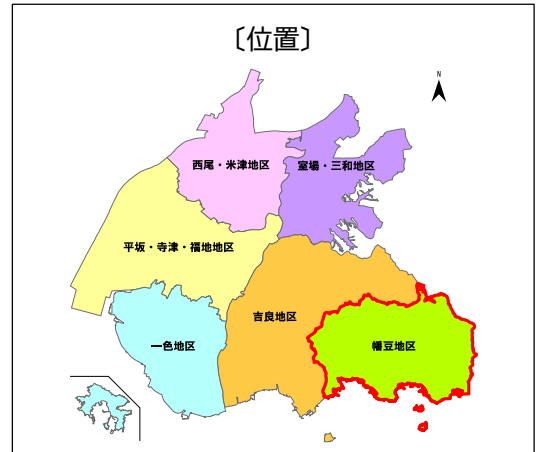 〔位置〕
N
西尾・米津地区
室場・三和地区
平坂・寺津・福地地区
吉良地区
一色地区
幡豆地区